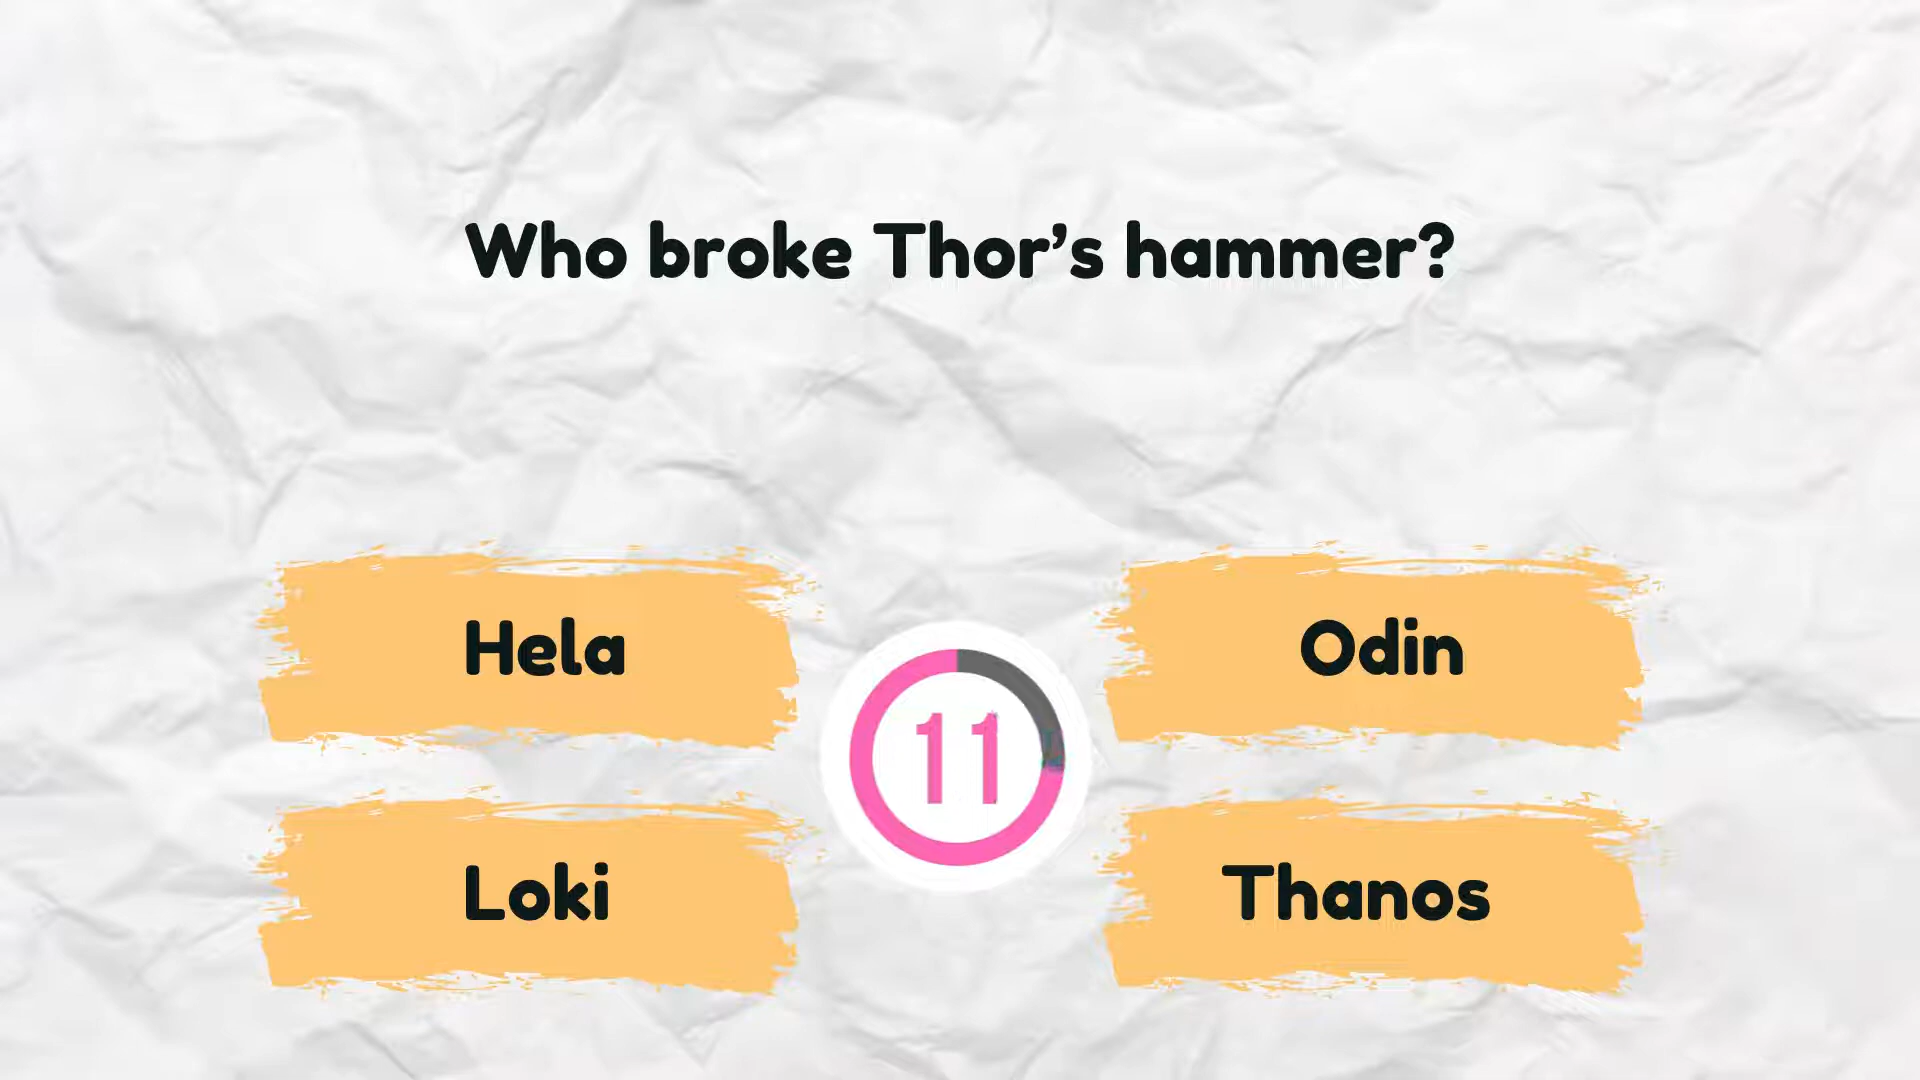 Who broke Thor’s hammer?
Hela
Odin
11
Loki
Thanos